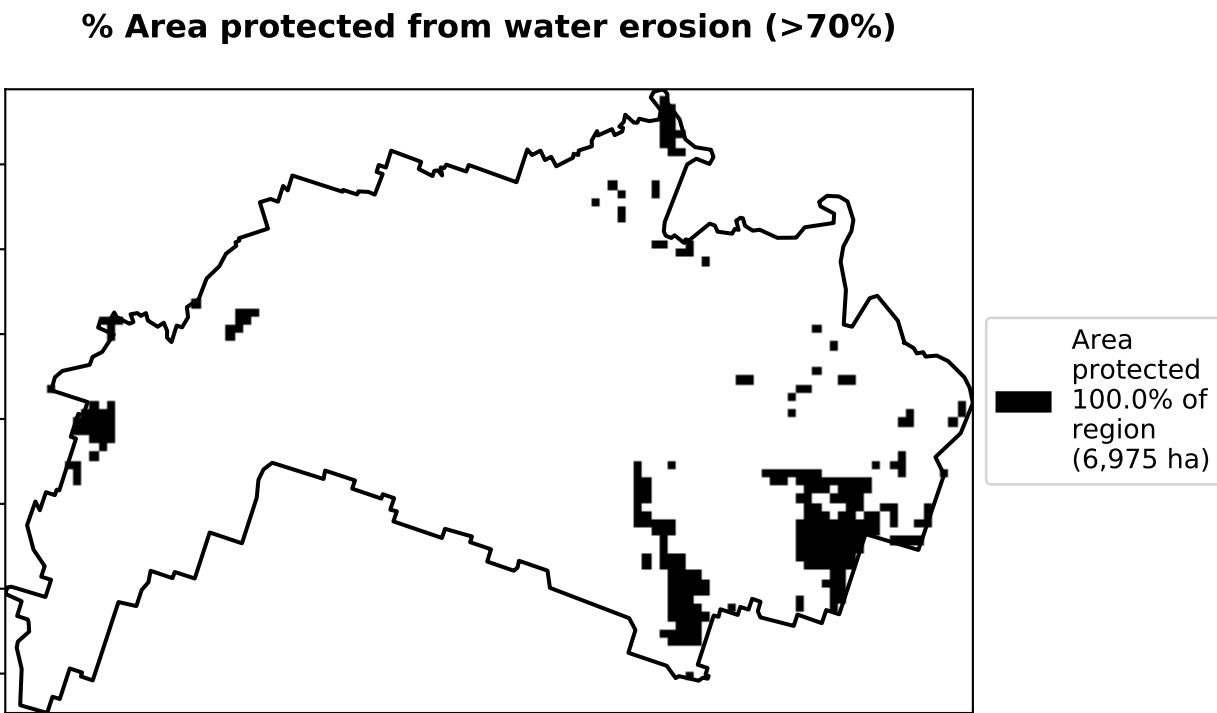 % Area protected from water erosion (>70%)
Area
protected
100.0% of
region
(6,975 ha)